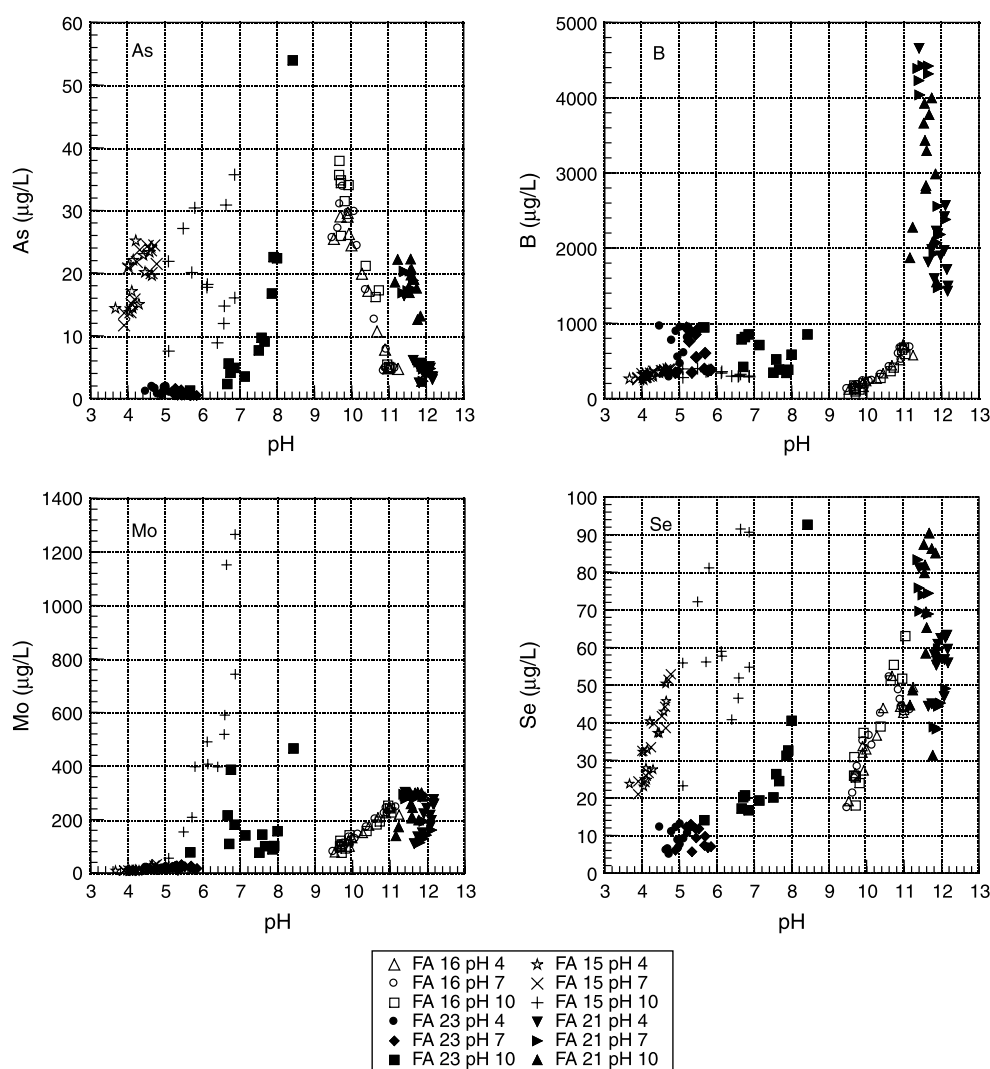 60
50
40
30
20
10
0
As (µg/L)
As
3 4 5 6 7 8 9 10 11 12 13
pH
5000
4000
3000
2000
1000
0
B (µg/L)
B
3 4 5 6 7 8 9 10 11 12 13
pH
1400
1200
1000
800
600
400
200
0
Mo (µg/L)
Mo
3 4 5 6 7 8 9 10 11 12 13
pH
100
90
80
70
60
50
40
30
20
10
0
Se (µg/L)
Se
3 4 5 6 7 8 9 10 11 12 13
pH
FA 16 pH 4
FA 16 pH 7
FA 16 pH 10
FA 23 pH 4
FA 23 pH 7
FA 23 pH 10
FA 15 pH 4
FA 15 pH 7
FA 15 pH 10
FA 21 pH 4
FA 21 pH 7
FA 21 pH 10